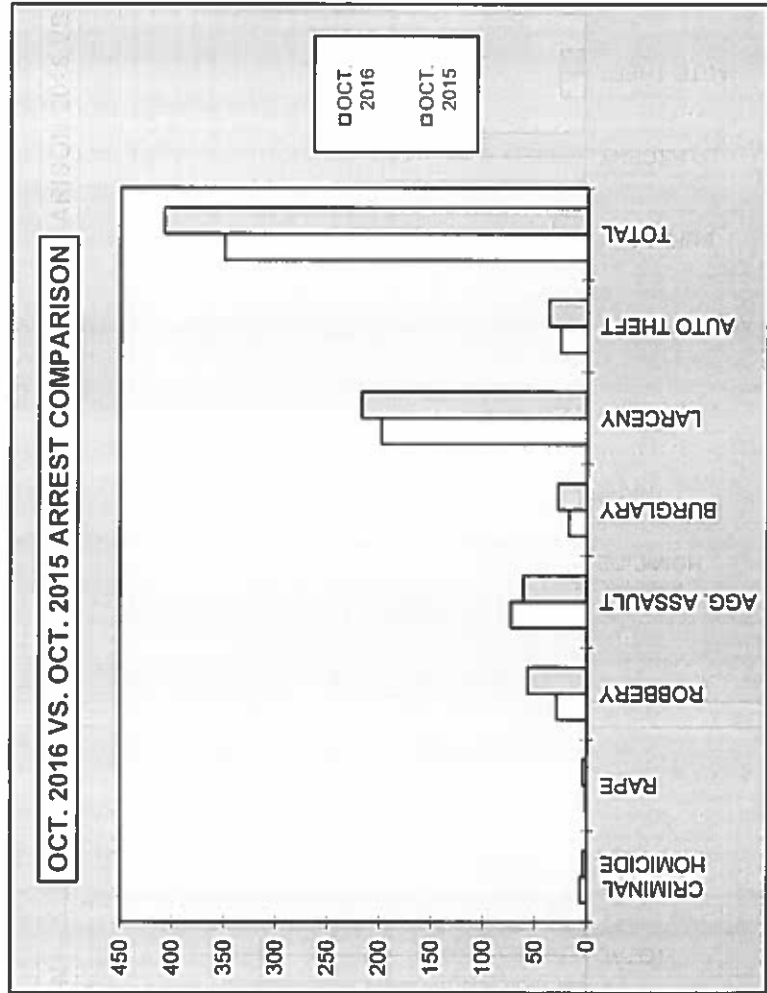 OCT. 2016 VS. OCT. 2015 ARREST COMPARISON
450
400
350
300
250
200
150
100
50
0
CRIMINAL
HOMICIDE
RAPE
ROBBERY
AGG. ASSAULT
BURGLARY
LARCENY
AUTO THEFT
TOTAL
OCT.
2016
OCT.
2015